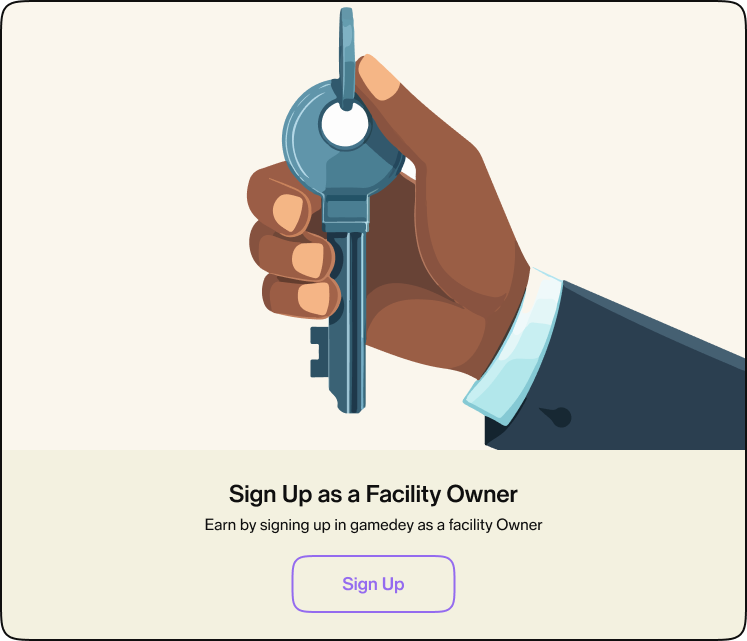 Sign Up as a Facility Owner
Earn by signing up in gamedey as a facility Owner
Sign Up